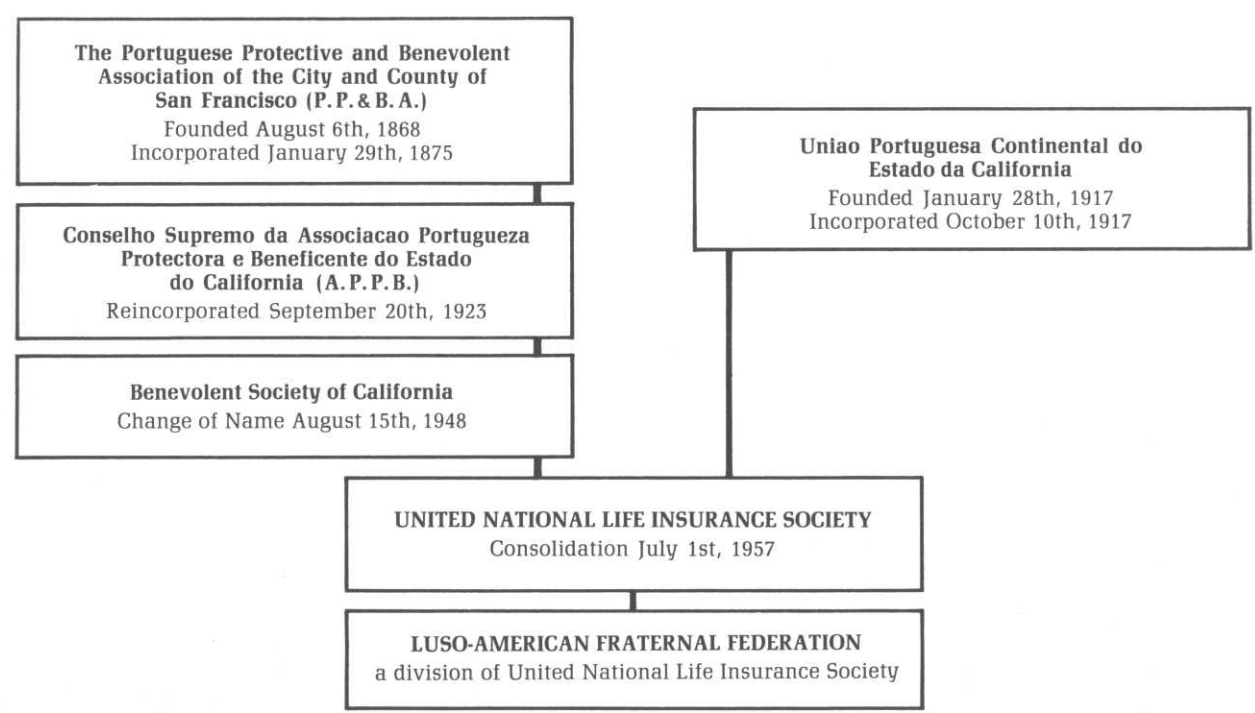 The Portuguese Protective and Benevolent
Association of the City and County of
San Francisco (P.P.& B.A.)
Founded August 6th, 1868
Incorporated January 29th, 1875
Conselho Supremo da Associacao Portugueza
Protectora e Beneficente do Estado
do California (A.P.P.B.)
Reincorporated September 20th, 1923
Benevolent Society of California
Change of Name August 15th, 1948
Uniao Portuguesa Continental do
Estado da California
Founded January 28th, 1917
Incorporated October 10th, 1917
UNITED NATIONAL LIFE INSURANCE SOCIETY
Consolidation July 1st, 1957
LUSO-AMERICAN FRATERNAL FEDERATION
a division of United National Life Insurance Society